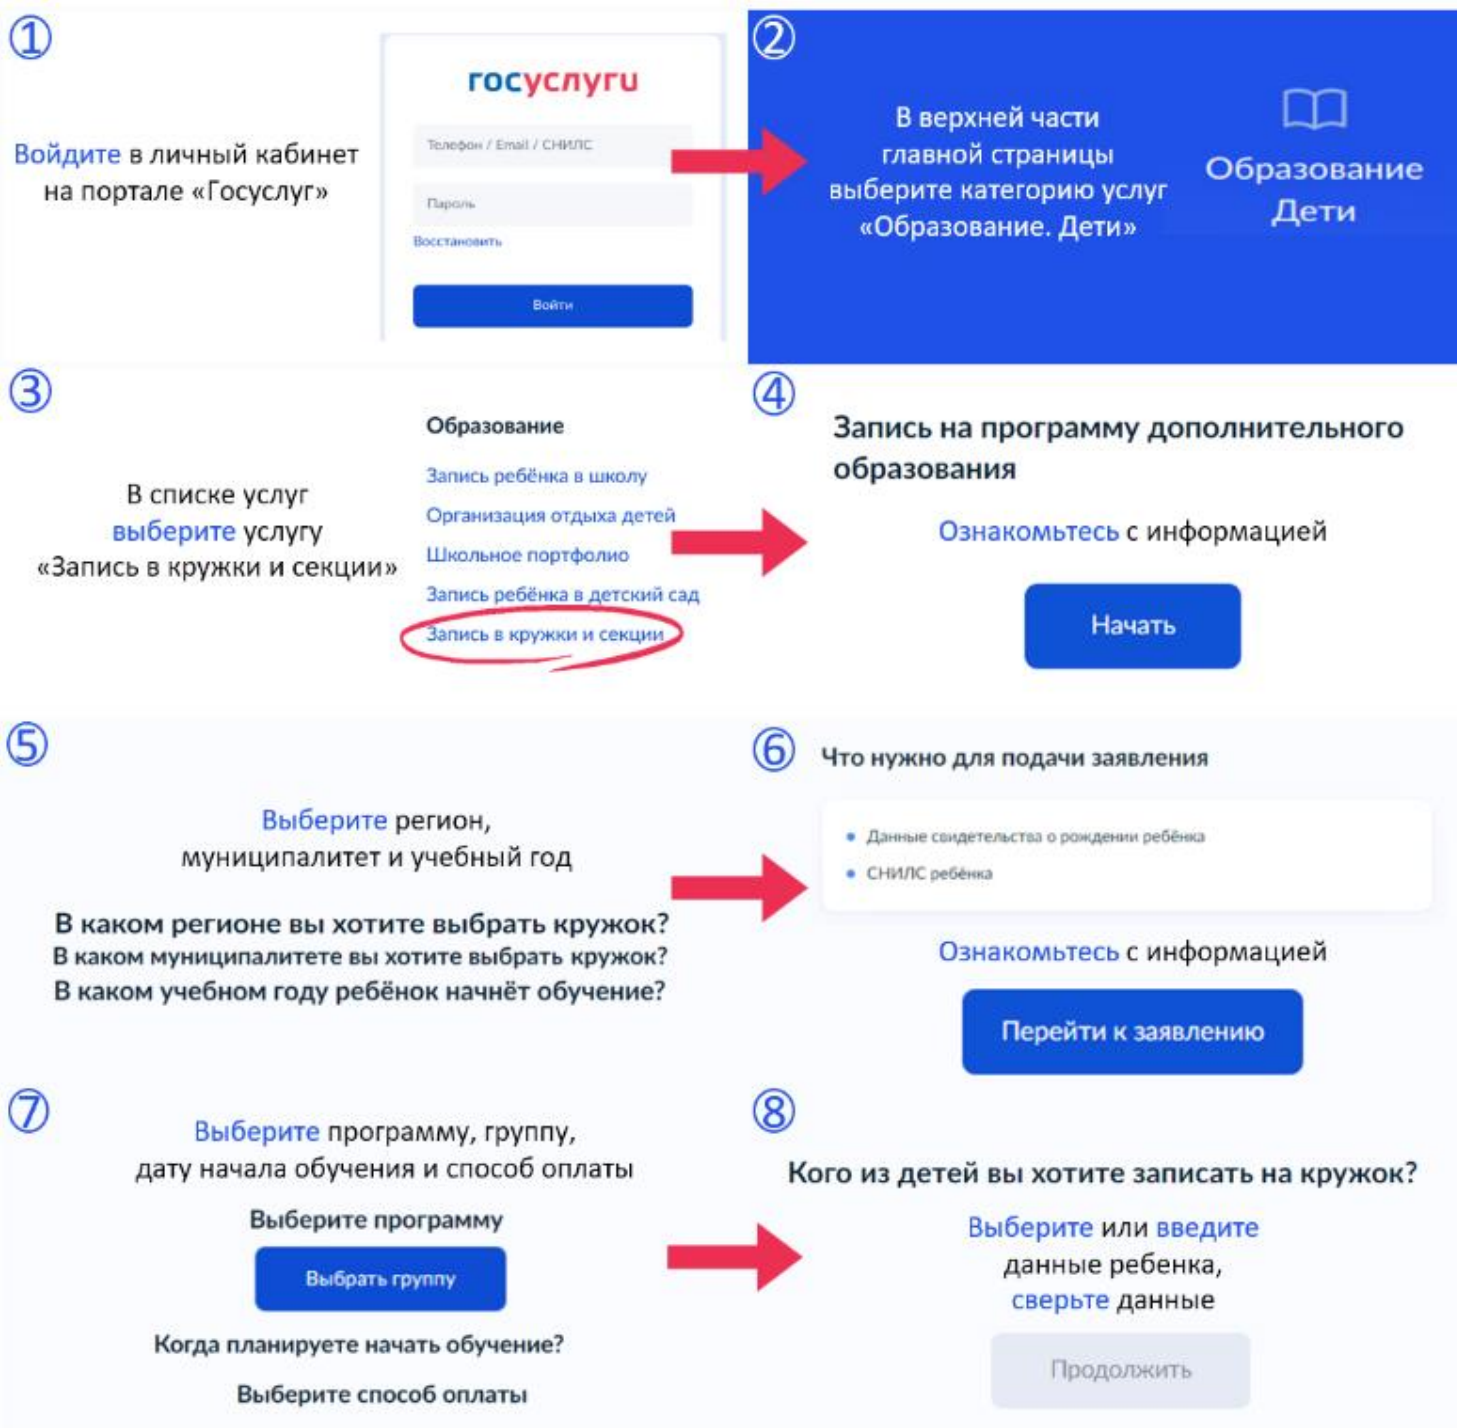 ①
Войдите в личный кабинет
на портале «Госуслуг»
госуслуги
Телефон / Email / СНИЛС
Пароль
Восстановить
Войти
②
В верхней части
главной страницы
выберите категорию услуг
«Образование. Дети»
Образование
Дети
③
В списке услуг
выберите услугу
«Запись в кружки и секции»
Образование
Запись ребёнка в школу
Организация отдыха детей
Школьное портфолио
Запись ребёнка в детский сад
Запись в кружки и секции
④
Запись на программу дополнительного
образования
Ознакомьтесь с информацией
Начать
⑤
Выберите регион,
муниципалитет и учебный год
В каком регионе вы хотите выбрать кружок?
В каком муниципалитете вы хотите выбрать кружок?
В каком учебном году ребёнок начнёт обучение?
⑥
Что нужно для подачи заявления
• Данные свидетельства о рождении ребёнка
• СНИЛС ребёнка
Ознакомьтесь с информацией
Перейти к заявлению
⑦
Выберите программу, группу,
дату начала обучения и способ оплаты
Выберите программу
Выбрать группу
Когда планируете начать обучение?
Выберите способ оплаты
⑧
Кого из детей вы хотите записать на кружок?
Выберите или введите
данные ребенка,
сверьте данные
Продолжить